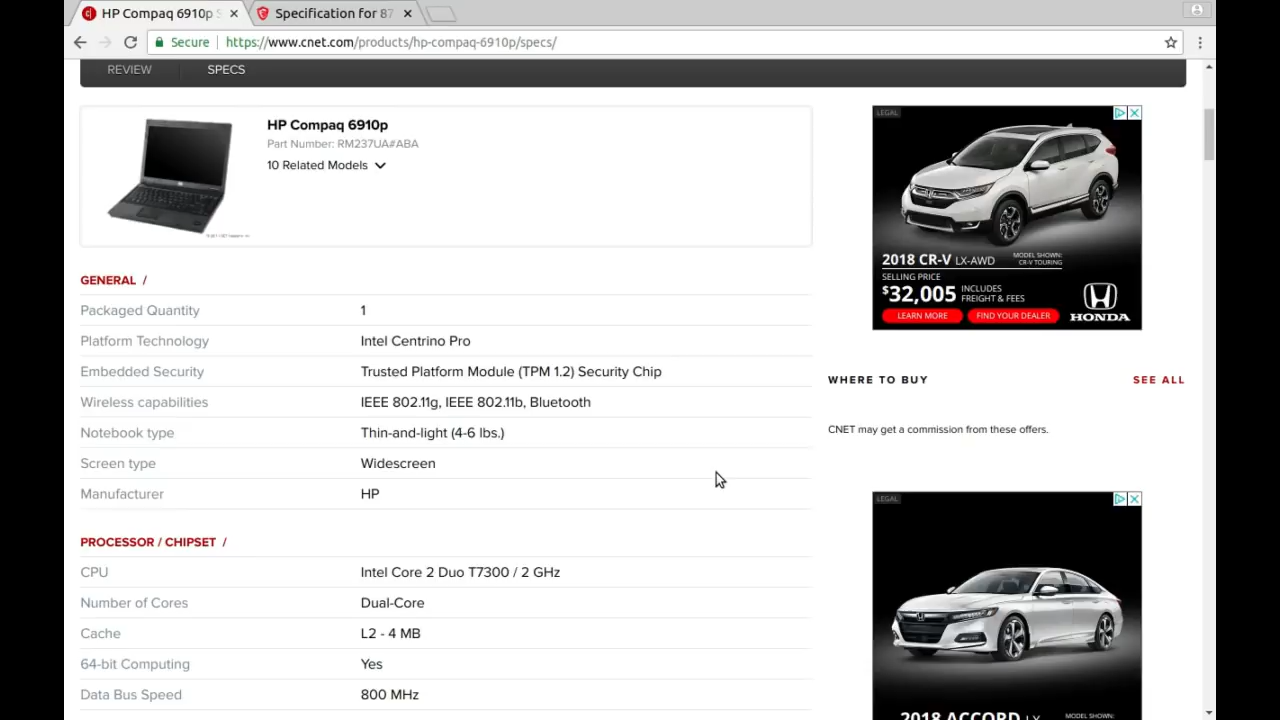 HP Compaq 6910p S
Specification for 87
Secure
https://www.cnet.com/products/hp-compaq-6910p/specs/
REVIEW
SPECS
HP Compaq 6910p
Part Number: RM237UA#ABA
10 Related Models
GENERAL /
Packaged Quantity 1
Platform Technology Intel Centrino Pro
Embedded Security Trusted Platform Module (TPM 1.2) Security Chip
Wireless capabilities IEEE 802.11g, IEEE 802.11b, Bluetooth
Notebook type Thin-and-light (4-6 lbs.)
Screen type Widescreen
Manufacturer HP
PROCESSOR / CHIPSET /
CPU Intel Core 2 Duo T7300 / 2 GHz
Number of Cores Dual-Core
Cache L2 - 4 MB
64-bit Computing Yes
Data Bus Speed 800 MHz
LEGAL
2018 CR-V LX-AWD
MODEL SHOWN:
CR-V TOURING
SELLING PRICE
$32,005 INCLUDES
FREIGHT & FEES
LEARN MORE
FIND YOUR DEALER
HONDA
WHERE TO BUY
SEE ALL
CNET may get a commission from these offers.
LEGAL
2018 ACCORD LX
MODEL SHOWN: